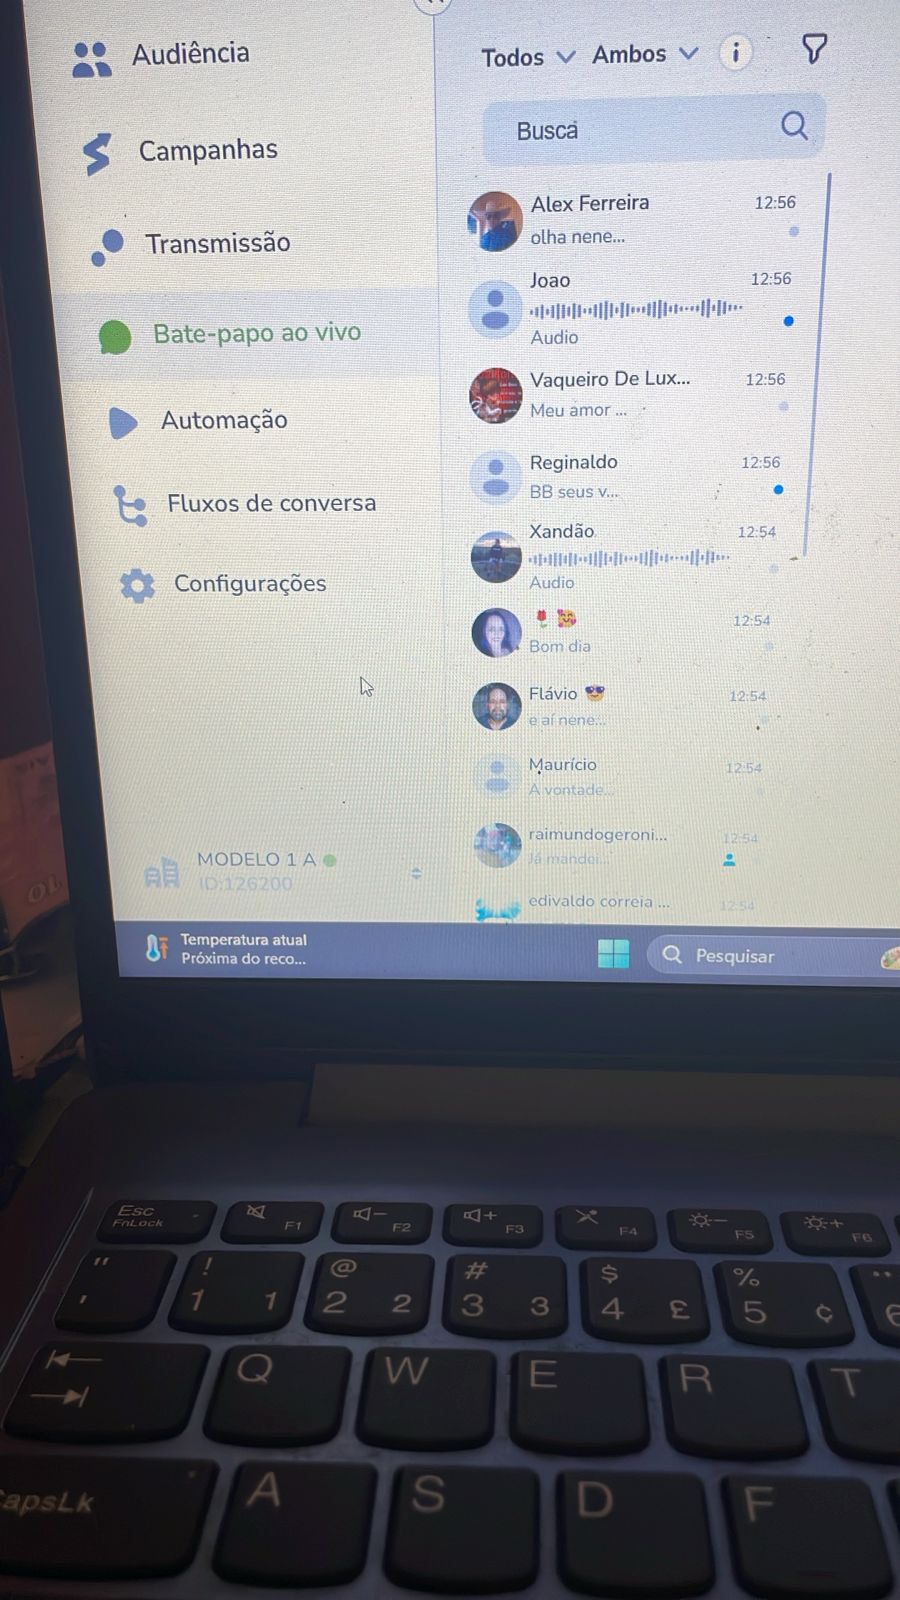 Audiência
Campanhas
Transmissão
Bate-papo ao vivo
Automação
Fluxos de conversa
Configurações
MODELO 1 A
ID:126200
Todos
Ambos
i
Busca
Alex Ferreira 12:56
olha nene...
Joao 12:56
Audio
Vaqueiro De Lux... 12:56
Meu amor ...
Reginaldo 12:56
BB seus v...
Xandão 12:54
Audio
🌹 🥰 12:54
Bom dia
Flávio 😎 12:54
e aí nene...
Maurício 12:54
A vontade...
raimundogeroni... 12:54
Já mandei...
edivaldo correia ... 12:54
Temperatura atual
Próxima do reco...
Pesquisar
Esc
FnLock
F1
F2
F3
F4
F5
F6
" '
! 1 1
@ 2 2
# 3 3
$ 4 £
% 5 ¢
Q W E R T
apsLk
A S D F